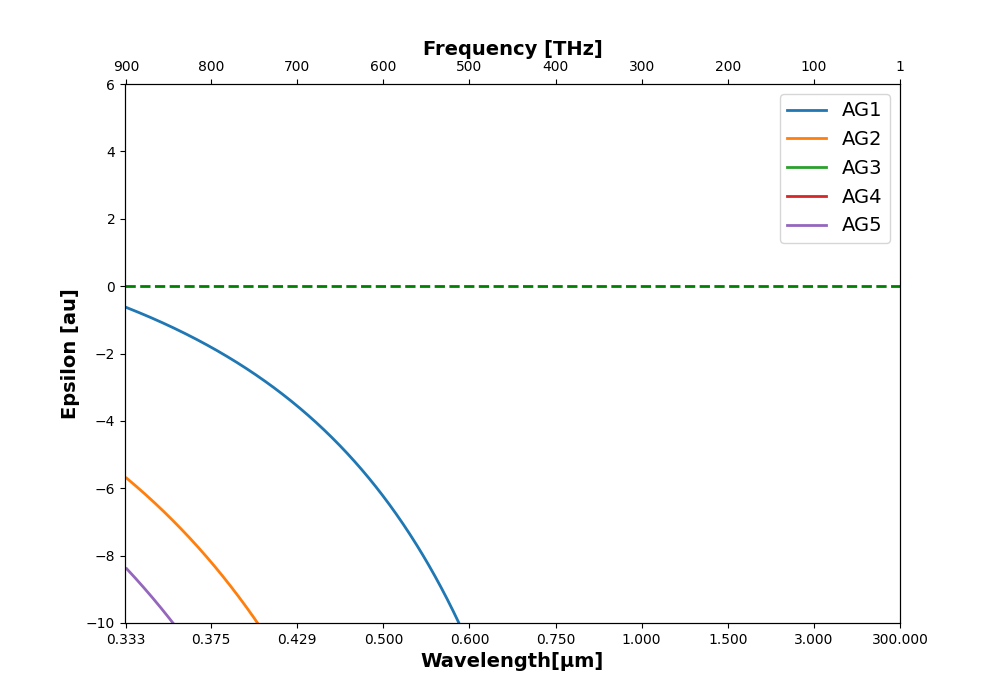 Frequency [THz]
900 800 700 600 500 400 300 200 100 1
6
4
2
0
−2
−4
−6
−8
−10
Epsilon [au]
AG1
AG2
AG3
AG4
AG5
0.333 0.375 0.429 0.500 0.600 0.750 1.000 1.500 3.000 300.000
Wavelength[μm]